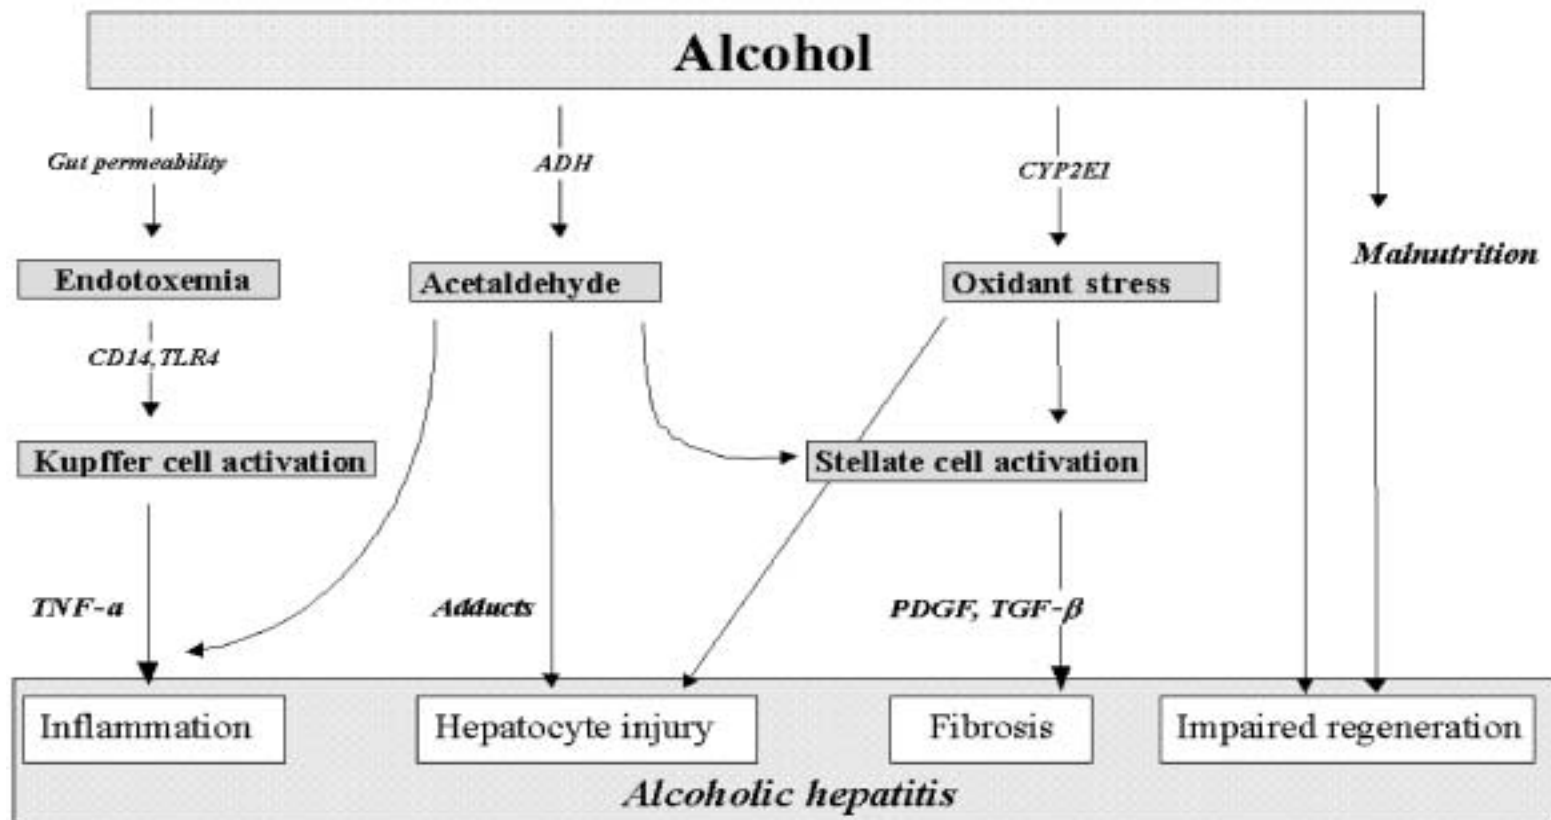 Alcohol
Gut permeability
ADH
CYP2E1
Endotoxemia
Acetaldehyde
Oxidant stress
Malnutrition
CD14,TLR4
Kupffer cell activation
Stellate cell activation
TNF-a
Adducts
PDGF, TGF-β
Inflammation
Hepatocyte injury
Fibrosis
Impaired regeneration
Alcoholic hepatitis